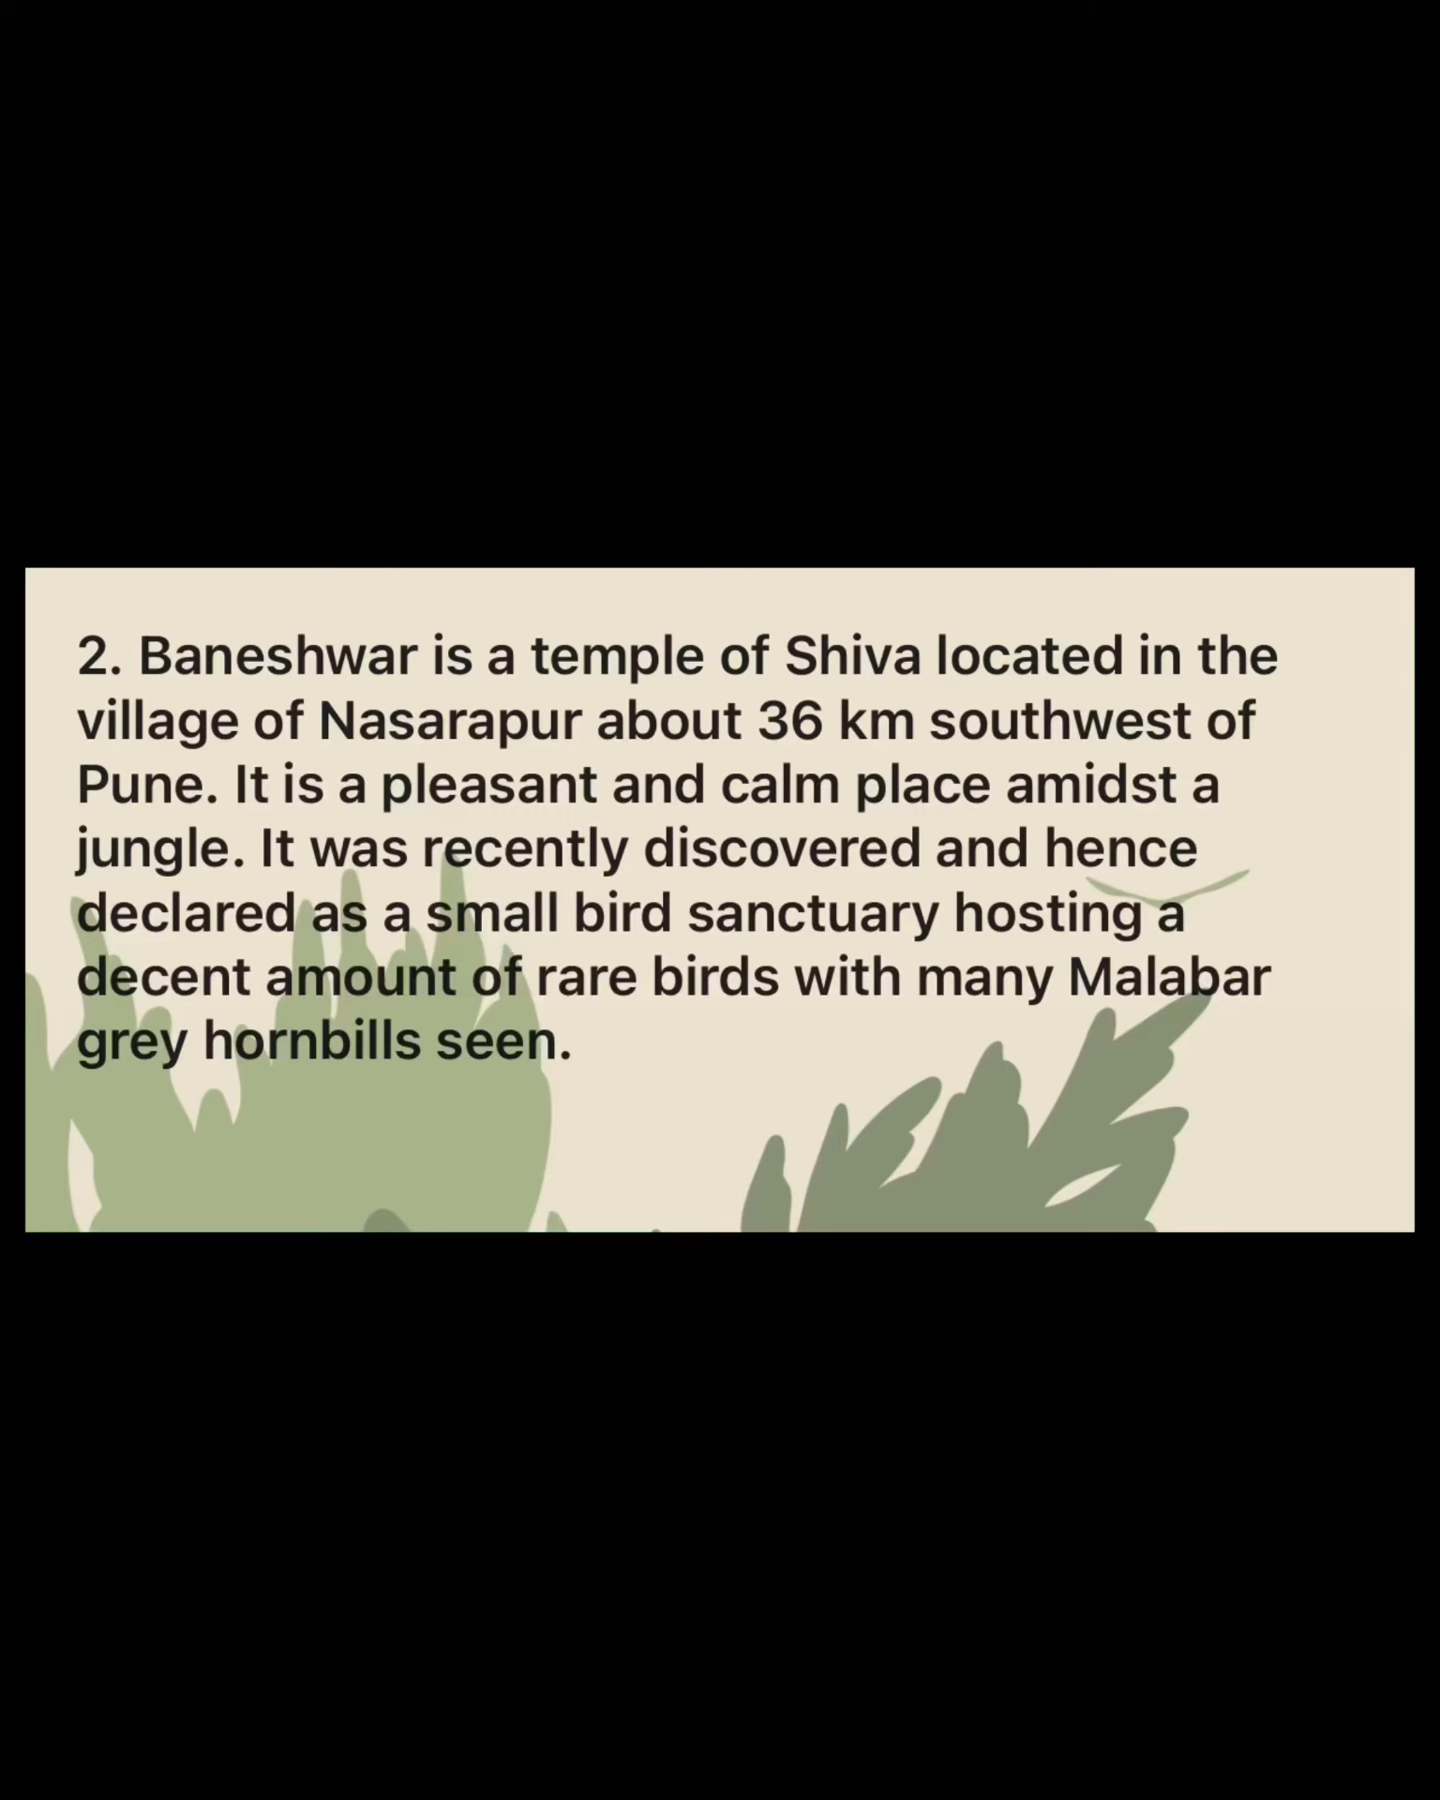 2. Baneshwar is a temple of Shiva located in the
village of Nasarapur about 36 km southwest of
Pune. It is a pleasant and calm place amidst a
jungle. It was recently discovered and hence
declared as a small bird sanctuary hosting a
decent amount of rare birds with many Malabar
grey hornbills seen.